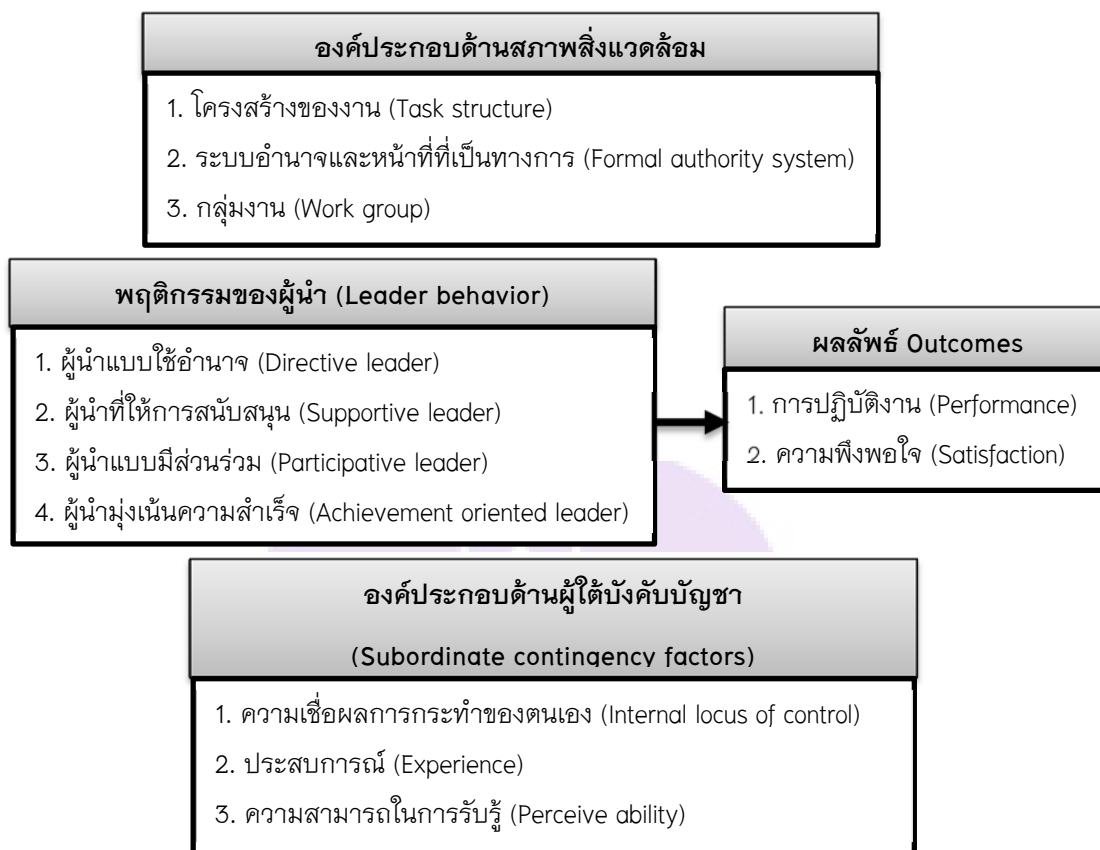 องค์ประกอบด้านสภาพสิ่งแวดล้อม
1. โครงสร้างของงาน (Task structure)
2. ระบบอำนาจและหน้าที่ที่เป็นทางการ (Formal authority system)
3. กลุ่มงาน (Work group)
พฤติกรรมของผู้นำ (Leader behavior)
1. ผู้นำแบบใช้อำนาจ (Directive leader)
2. ผู้นำที่ให้การสนับสนุน (Supportive leader)
3. ผู้นำแบบมีส่วนร่วม (Participative leader)
4. ผู้นำมุ่งเน้นความสำเร็จ (Achievement oriented leader)
ผลลัพธ์ Outcomes
1. การปฏิบัติงาน (Performance)
2. ความพึงพอใจ (Satisfaction)
องค์ประกอบด้านผู้ใต้บังคับบัญชา
(Subordinate contingency factors)
1. ความเชื่อผลการกระทำของตนเอง (Internal locus of control)
2. ประสบการณ์ (Experience)
3. ความสามารถในการรับรู้ (Perceive ability)